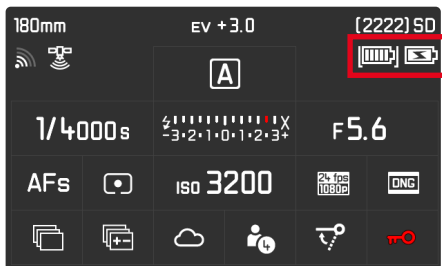 180mm EV +3.0 (2222) SD
A
1/4000s -3·2·1·0·1·2·3+ F5.6
AFs ISO 3200 24 fps 1080p DNG
4